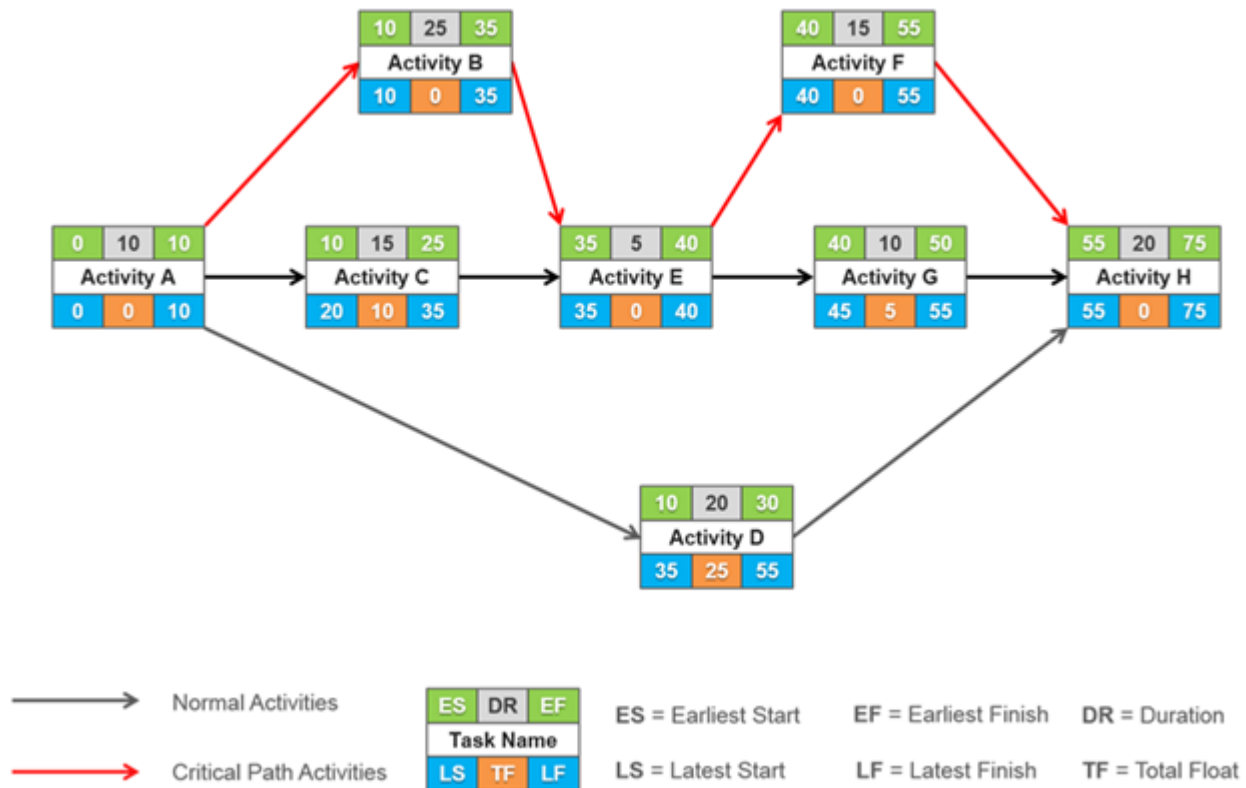 10 25 35
Activity B
10 0 35
40 15 55
Activity F
40 0 55
0 10 10
Activity A
0 0 10
10 15 25
Activity C
20 10 35
35 5 40
Activity E
35 0 40
40 10 50
Activity G
45 5 55
55 20 75
Activity H
55 0 75
10 20 30
Activity D
35 25 55
Normal Activities
Critical Path Activities
ES DR EF
Task Name
LS TF LF
ES = Earliest Start
EF = Earliest Finish
DR = Duration
LS = Latest Start
LF = Latest Finish
TF = Total Float